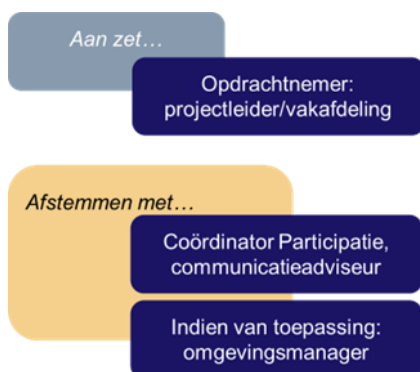 Aan zet…
Opdrachtnemer:
projectleider/vakafdeling
Afstemmen met…
Coördinator Participatie,
communicatieadviseur
Indien van toepassing:
omgevingsmanager